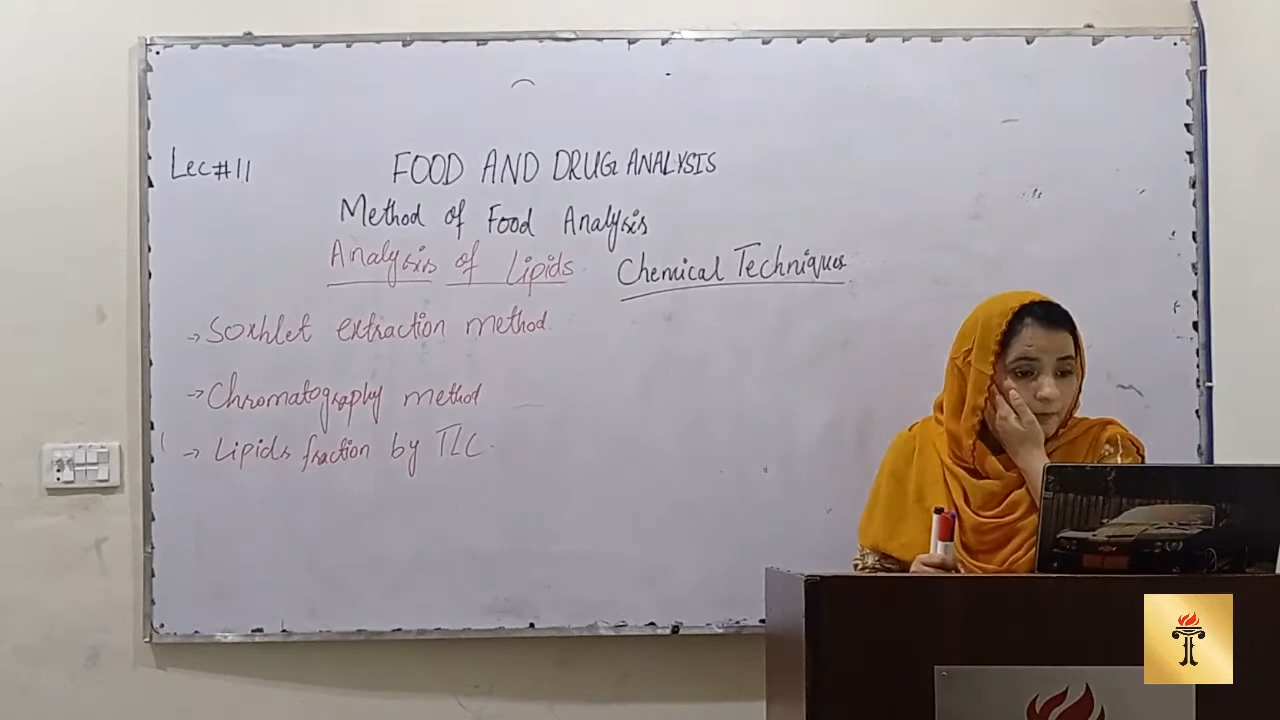 Lec#11
FOOD AND DRUG ANALYSIS
Method of Food Analysis
Analysis of Lipids Chemical Techniques
→ Soxhlet extraction method
→ Chromatography method
→ Lipids fraction by TLC